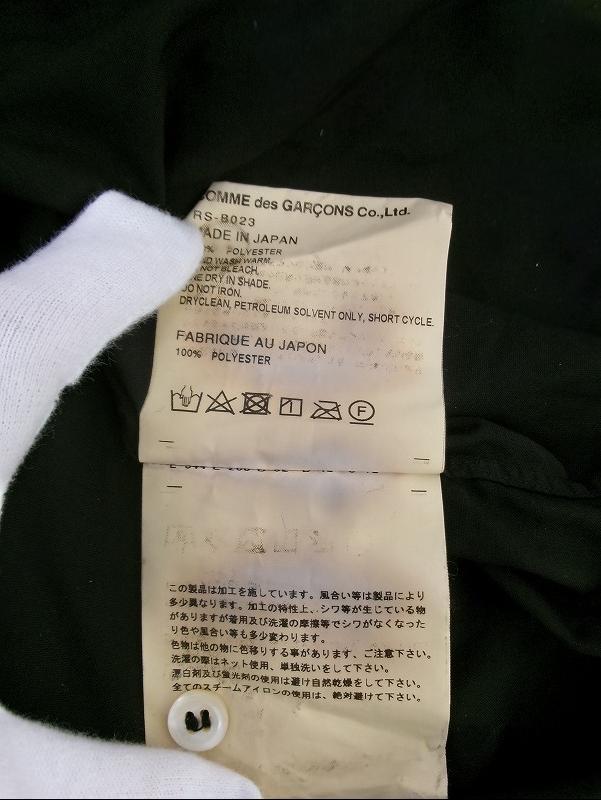 OMME des GARÇONS Co.,Ltd.
RS-B023
ADE IN JAPAN
% POLYESTER
D WASH WARM.
NOT BLEACH.
NE DRY IN SHADE.
DO NOT IRON.
DRYCLEAN, PETROLEUM SOLVENT ONLY, SHORT CYCLE.
FABRIQUE AU JAPON
100% POLYESTER
F
この製品は加工を施しています。風合い等は製品により
多少異なります。加工の特性上、シワ等が生じている物
がありますが着用及び洗濯の摩擦等でシワがなくなった
り色や風合い等も多少変わります。
色物は他の物に色移りする事があります、ご注意下さい。
洗濯の際はネット使用、単独洗いをして下さい。
漂白剤及び蛍光剤の使用は避け自然乾燥をして下さい。
全てのスチームアイロンの使用は、絶対避けて下さい。